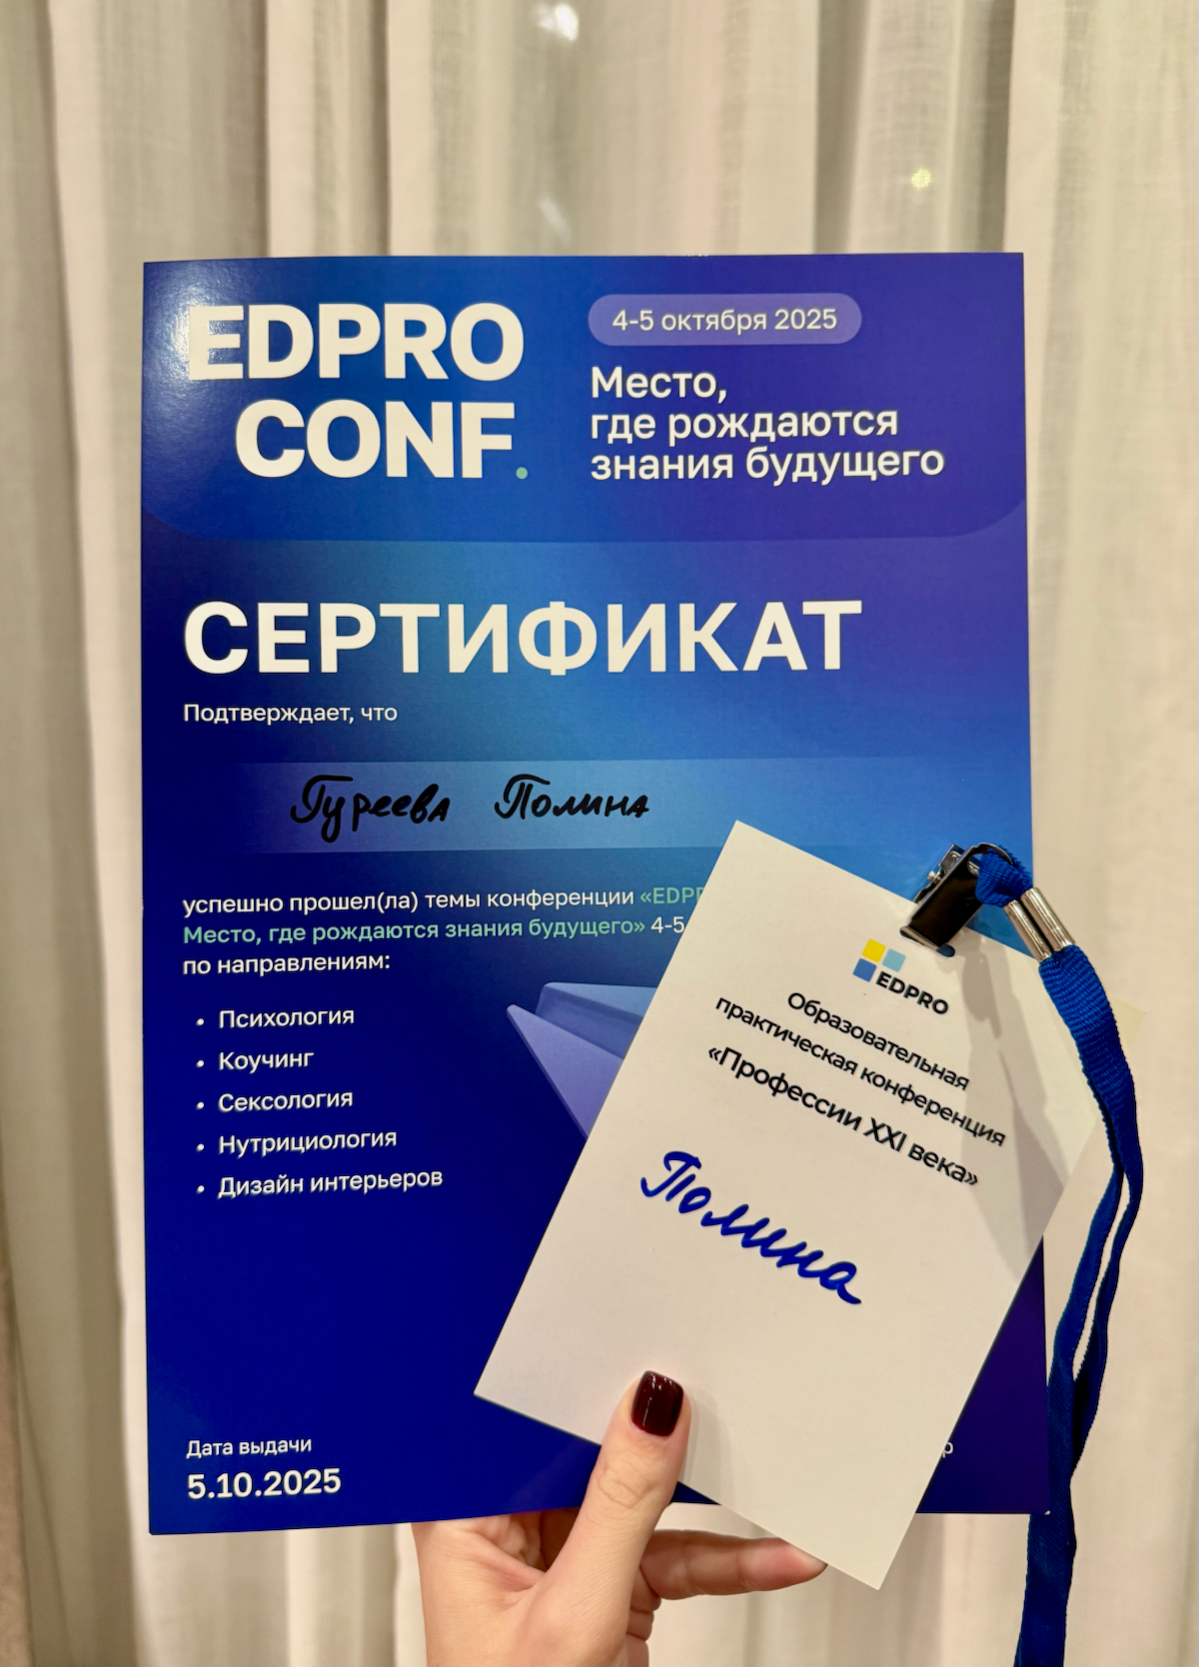 EDPRO
CONF.
4-5 октября 2025
Место,
где рождаются
знания будущего
СЕРТИФИКАТ
Подтверждает, что
Гуреева Полина
успешно прошел(ла) темы конференции
Место, где рождаются знания будущего» 4-5
по направлениям:
• Психология
• Коучинг
• Сексология
• Нутрициология
• Дизайн интерьеров
Дата выдачи
5.10.2025
EDPRO
Образовательная
практическая конференция
«Профессии XXI века»
Полина